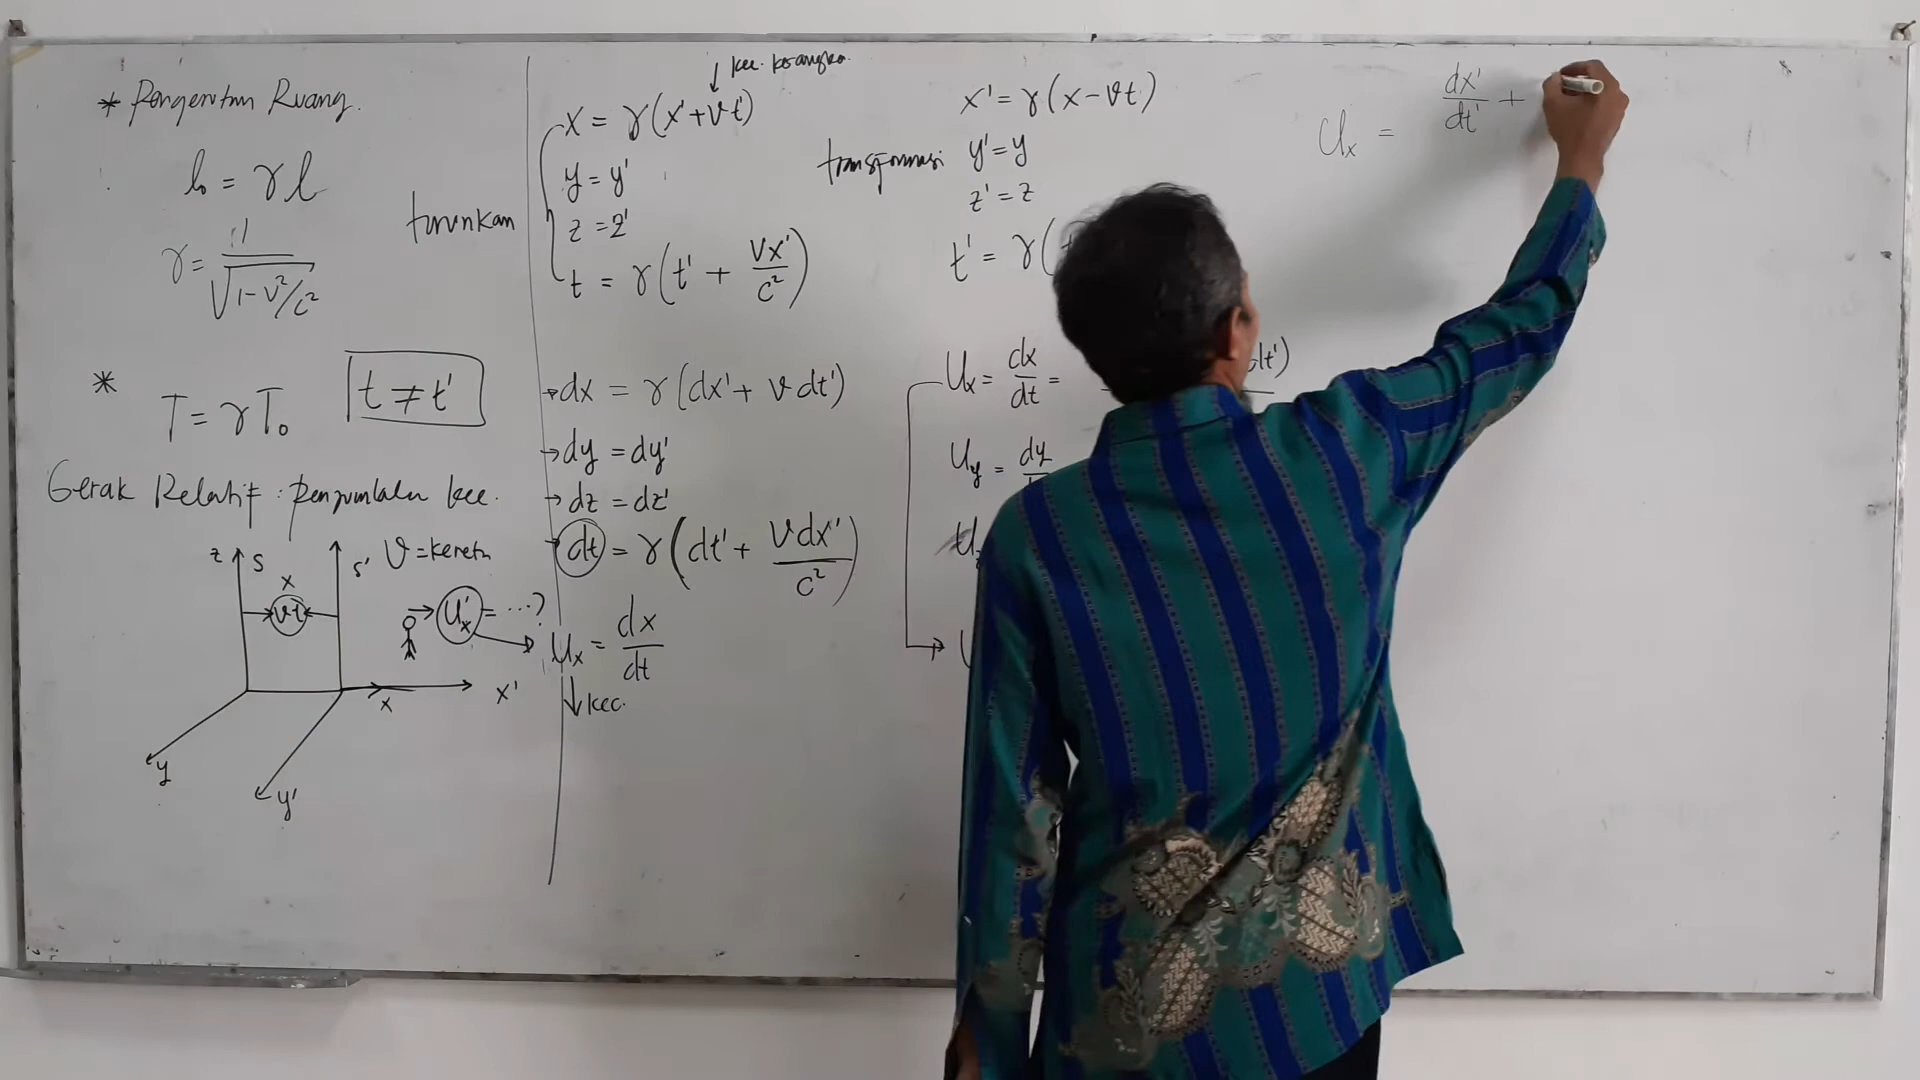 * Pengerutan Ruang.
l₀ = γ l
γ = 1 / √(1 - v²/c²)
*
T = γ T₀
t ≠ t'
Gerak Relatif : Penjumlahan kec.
z
S
S'
x
vt
v = kereta
U'x = ...?
x
x'
y
y'
kec. kerangka
turunkan
x = γ (x' + vt')
y = y'
z = z'
t = γ (t' + Vx'/c²)
dx = γ (dx' + v dt')
dy = dy'
dz = dz'
dt = γ (dt' + v dx'/c²)
Ux = dx/dt
kec.
transformasi
x' = γ (x - vt)
y' = y
z' = z
t' = γ (
Ux = dx/dt =
dt')
Uy = dy
Ux = dx'/dt' +